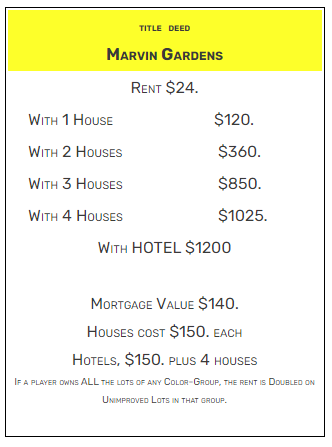 TITLE DEED
MARVIN GARDENS
RENT $24.
WITH 1 HOUSE $120.
WITH 2 HOUSES $360.
WITH 3 HOUSES $850.
WITH 4 HOUSES $1025.
WITH HOTEL $1200
MORTGAGE VALUE $140.
HOUSES COST $150. EACH
HOTELS, $150. PLUS 4 HOUSES
IF A PLAYER OWNS ALL THE LOTS OF ANY COLOR-GROUP, THE RENT IS DOUBLED ON
UNIMPROVED LOTS IN THAT GROUP.